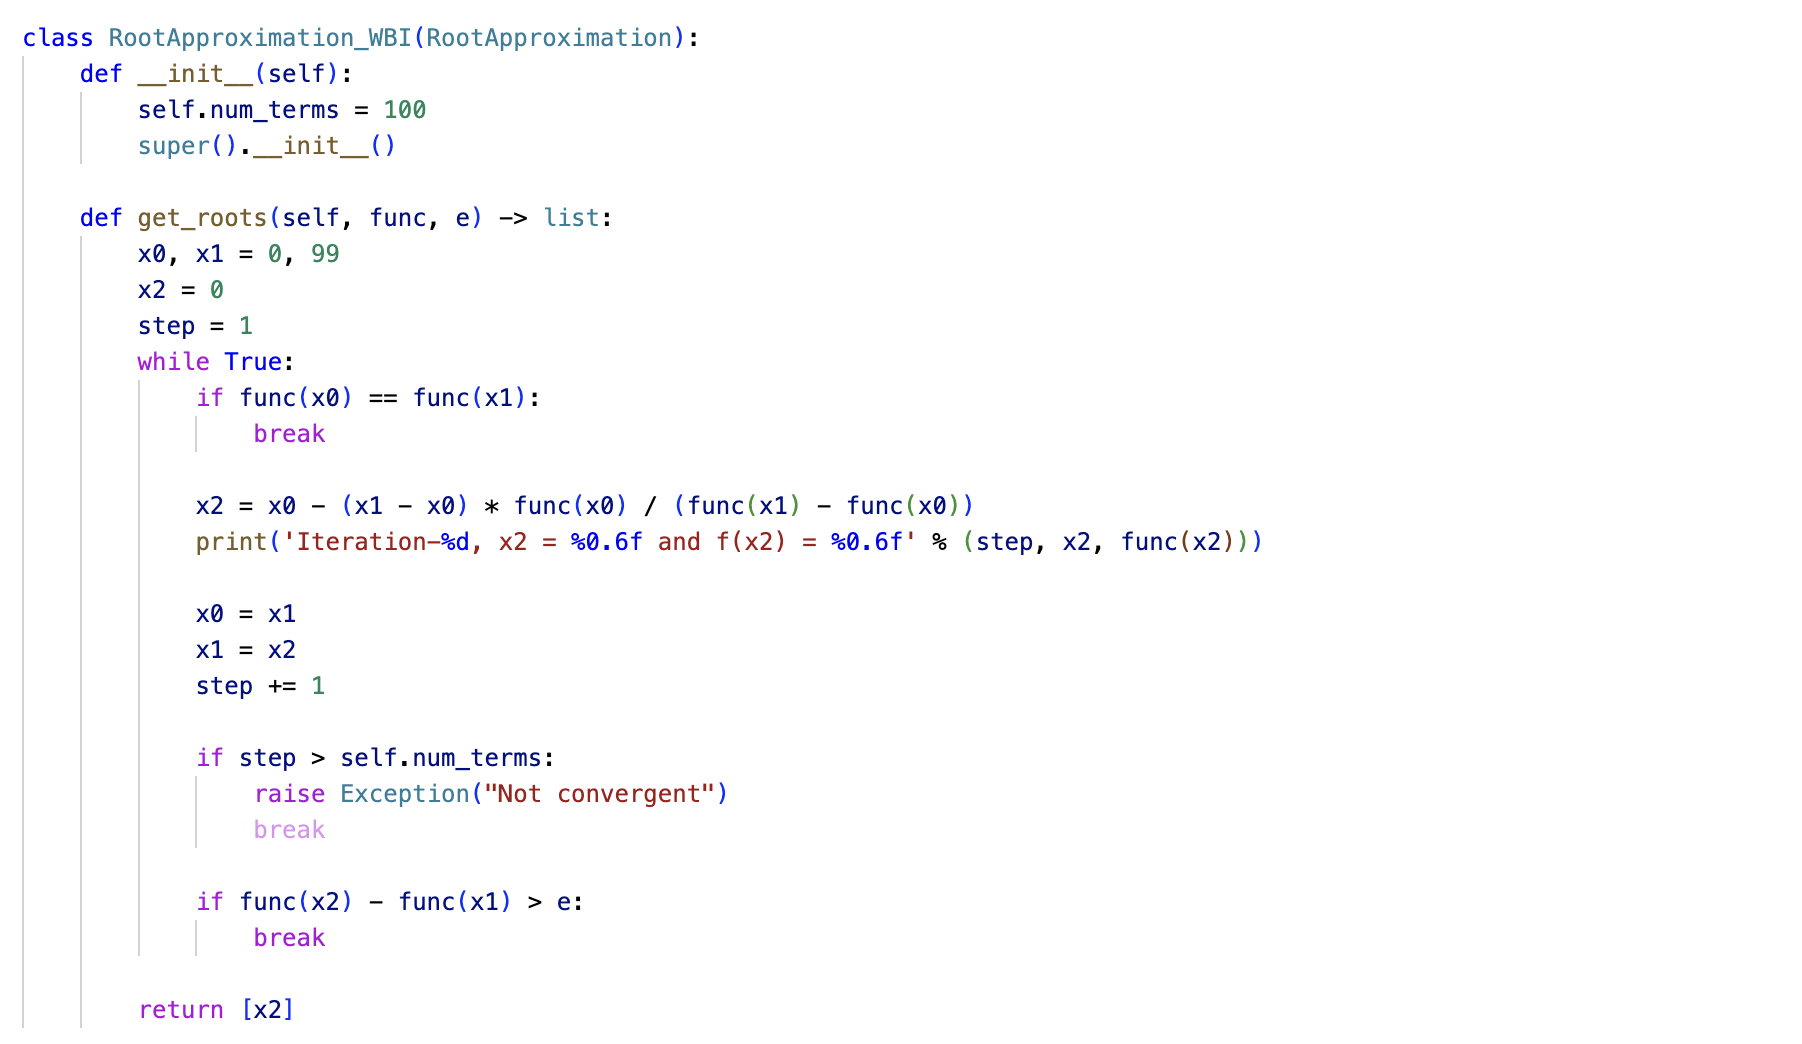 class RootApproximation_WBI(RootApproximation):
    def __init__(self):
        self.num_terms = 100
        super().__init__()

    def get_roots(self, func, e) -> list:
        x0, x1 = 0, 99
        x2 = 0
        step = 1
        while True:
            if func(x0) == func(x1):
                break

            x2 = x0 - (x1 - x0) * func(x0) / (func(x1) - func(x0))
            print('Iteration-%d, x2 = %0.6f and f(x2) = %0.6f' % (step, x2, func(x2)))

            x0 = x1
            x1 = x2
            step += 1

            if step > self.num_terms:
                raise Exception("Not convergent")
                break

            if func(x2) - func(x1) > e:
                break

        return [x2]